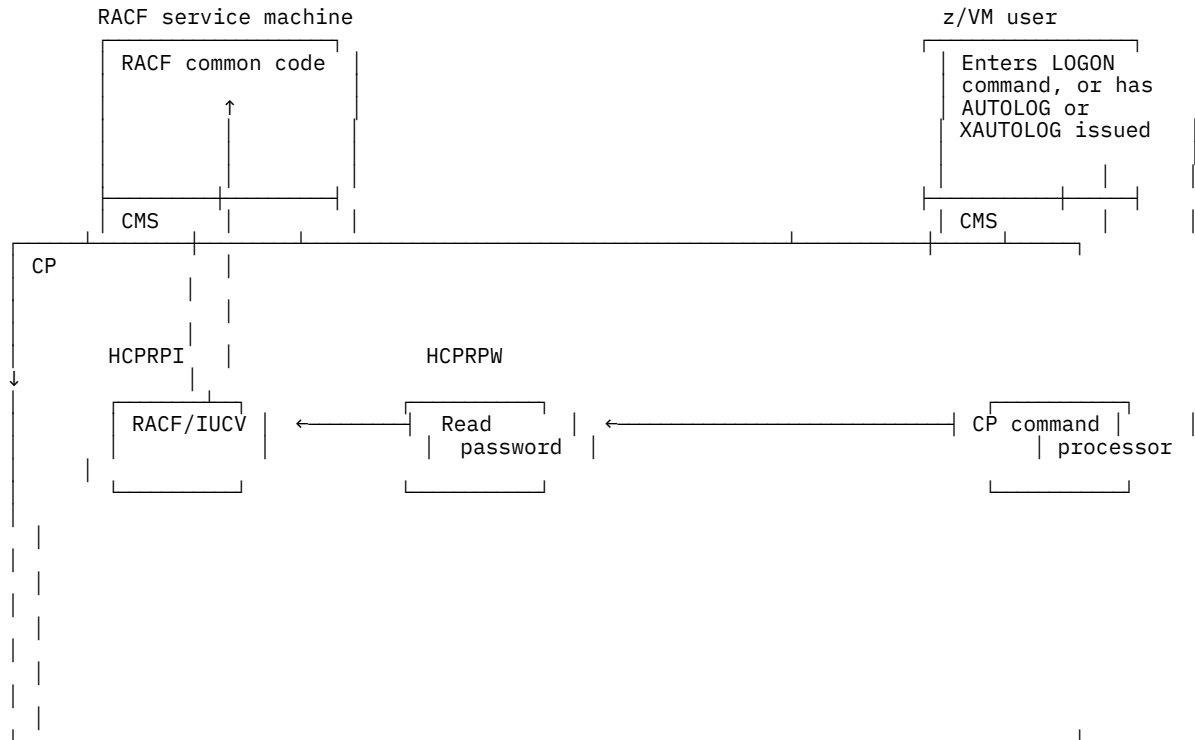 RACF service machine
z/VM user
RACF common code
Enters LOGON
command, or has
AUTOLOG or
XAUTOLOG issued
CMS
CMS
CP
HCPRPI
HCPRPW
RACF/IUCV
Read
password
CP command
processor